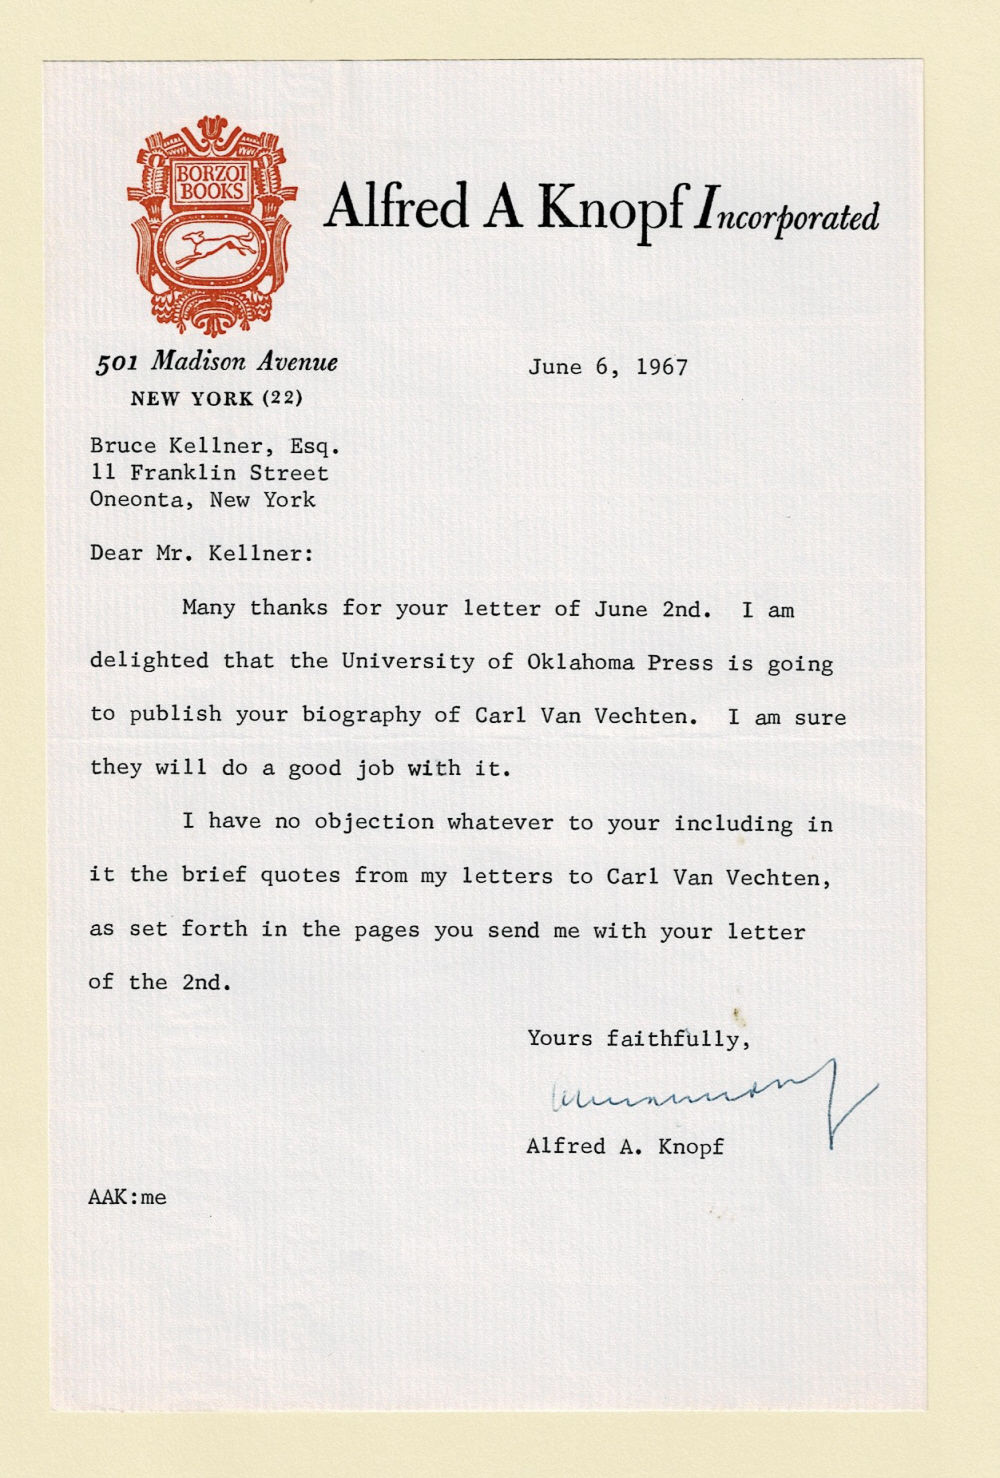 BORZOI
BOOKS
Alfred A Knopf Incorporated
501 Madison Avenue
NEW YORK (22)
June 6, 1967
Bruce Kellner, Esq.
11 Franklin Street
Oneonta, New York
Dear Mr. Kellner:
Many thanks for your letter of June 2nd. I am
delighted that the University of Oklahoma Press is going
to publish your biography of Carl Van Vechten. I am sure
they will do a good job with it.
I have no objection whatever to your including in
it the brief quotes from my letters to Carl Van Vechten,
as set forth in the pages you send me with your letter
of the 2nd.
Yours faithfully,
Alfred A. Knopf
AAK:me